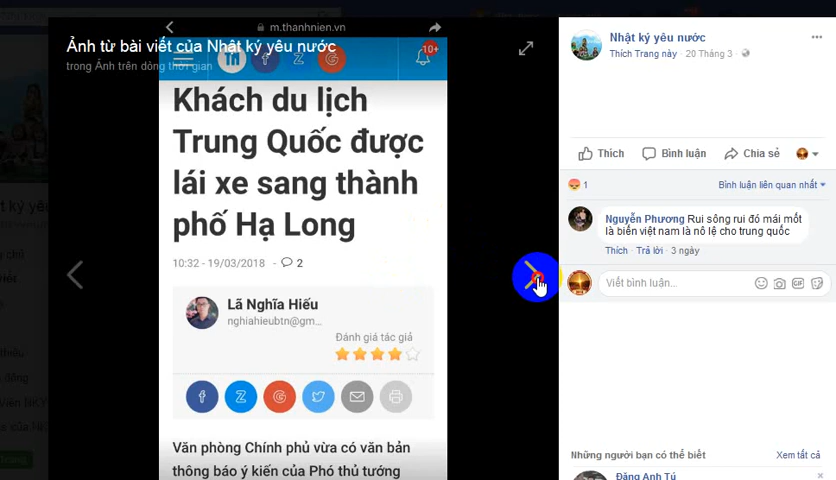 m.thanhnien.vn
Ảnh từ bài viết của Nhật ký yêu nước
trong Ảnh trên dòng thời gian
10+
Khách du lịch
Trung Quốc được
lái xe sang thành
phố Hạ Long
10:32 - 19/03/2018 - 2
Lã Nghĩa Hiếu
nghiahieubtn@gm...
Đánh giá tác giả
Văn phòng Chính phủ vừa có văn bản
thông báo ý kiến của Phó thủ tướng
Nhật ký yêu nước
Thích Trang này · 20 Tháng 3 ·
Thích Bình luận Chia sẻ
1
Bình luận liên quan nhất
Nguyễn Phương Rui sông rui đó mái mốt
là biển việt nam là nô lệ cho trung quốc
Thích · Trả lời · 3 ngày
Viết bình luận...
GIF
Những người bạn có thể biết
Xem tất cả
Đặng Anh Tú